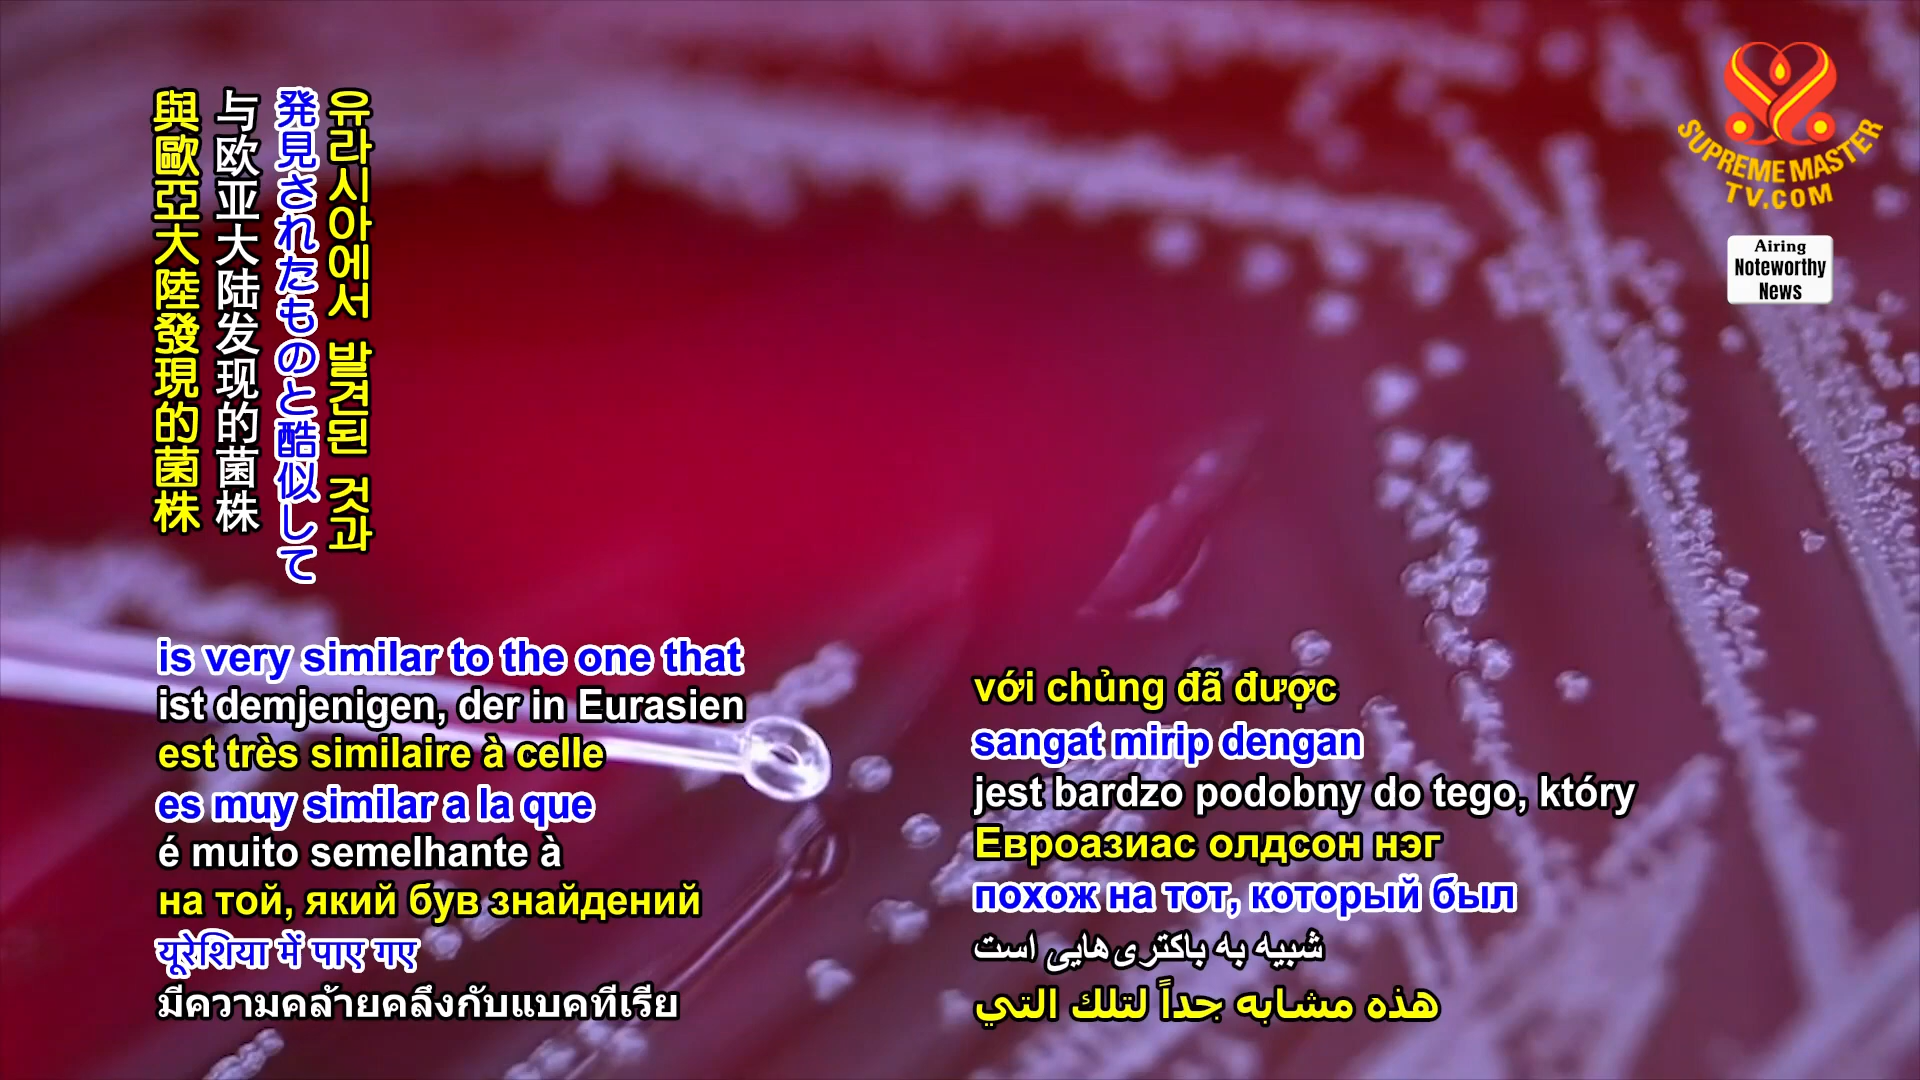 與歐亞大陸發現的菌株
与欧亚大陆发现的菌株
発見されたものと酷似して
유라시아에서 발견된 것과
SUPREME MASTER
TV.COM
Airing
Noteworthy
News
is very similar to the one that
ist demjenigen, der in Eurasien
est très similaire à celle
es muy similar a la que
é muito semelhante à
на той, який був знайдений
यूरेशिया में पाए गए
มีความคล้ายคลึงกับแบคทีเรีย
với chủng đã được
sangat mirip dengan
jest bardzo podobny do tego, który
Евроазиас олдсон нэг
похож на тот, который был
شبیه به باکتری‌هایی است
هذه مشابه جداً لتلك التي